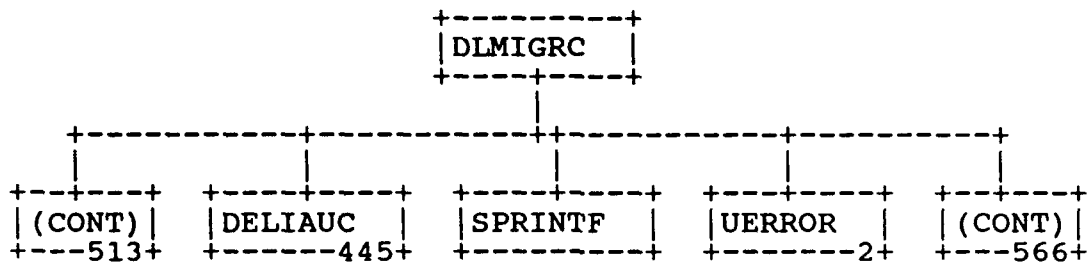 DLMIGRC
(CONT) DELIAUC SPRINTF UERROR (CONT)
513 445 2 566